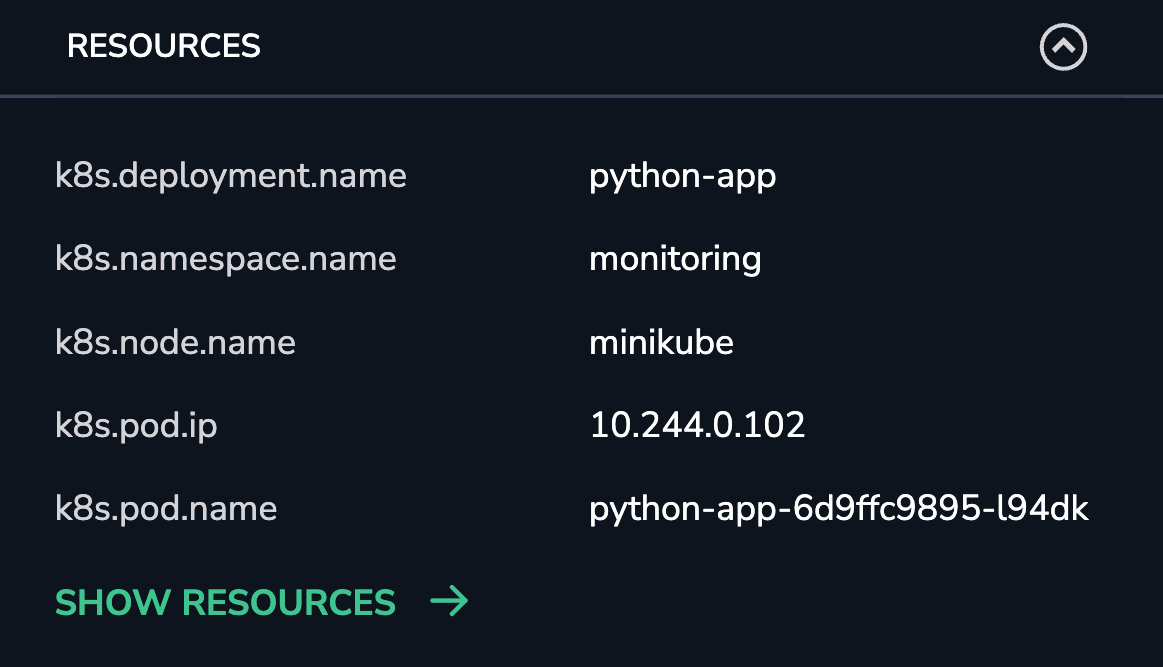 RESOURCES
k8s.deployment.name python-app
k8s.namespace.name monitoring
k8s.node.name minikube
k8s.pod.ip 10.244.0.102
k8s.pod.name python-app-6d9ffc9895-l94dk
SHOW RESOURCES →